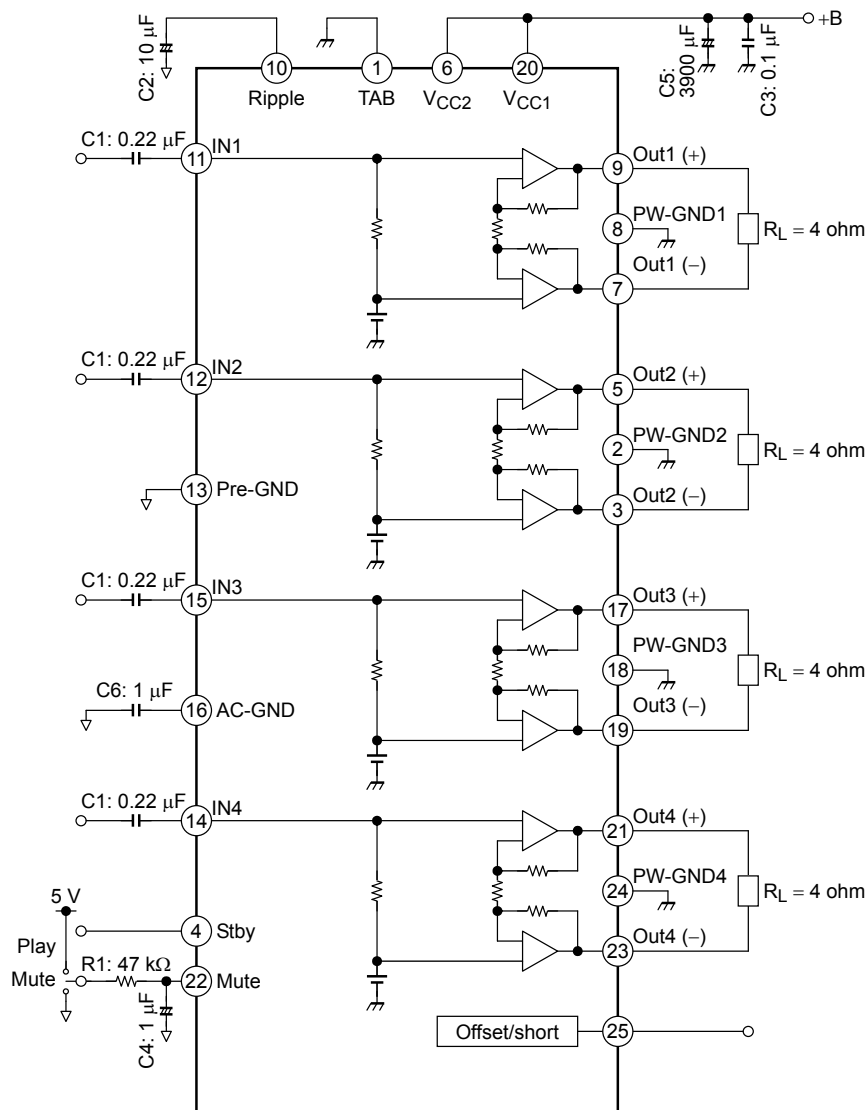 +B
C2: 10 μF
C5: 3900 μF
C3: 0.1 μF
10
1
6
20
Ripple
TAB
VCC2
VCC1
C1: 0.22 μF
11
IN1
9
Out1 (+)
8
PW-GND1
RL = 4 ohm
7
Out1 (−)
C1: 0.22 μF
12
IN2
5
Out2 (+)
2
PW-GND2
RL = 4 ohm
13
Pre-GND
3
Out2 (−)
C1: 0.22 μF
15
IN3
17
Out3 (+)
18
PW-GND3
RL = 4 ohm
C6: 1 μF
16
AC-GND
19
Out3 (−)
C1: 0.22 μF
14
IN4
21
Out4 (+)
24
PW-GND4
RL = 4 ohm
5 V
Play
4
Stby
23
Out4 (−)
Mute
R1: 47 kΩ
22
Mute
C4: 1 μF
Offset/short
25